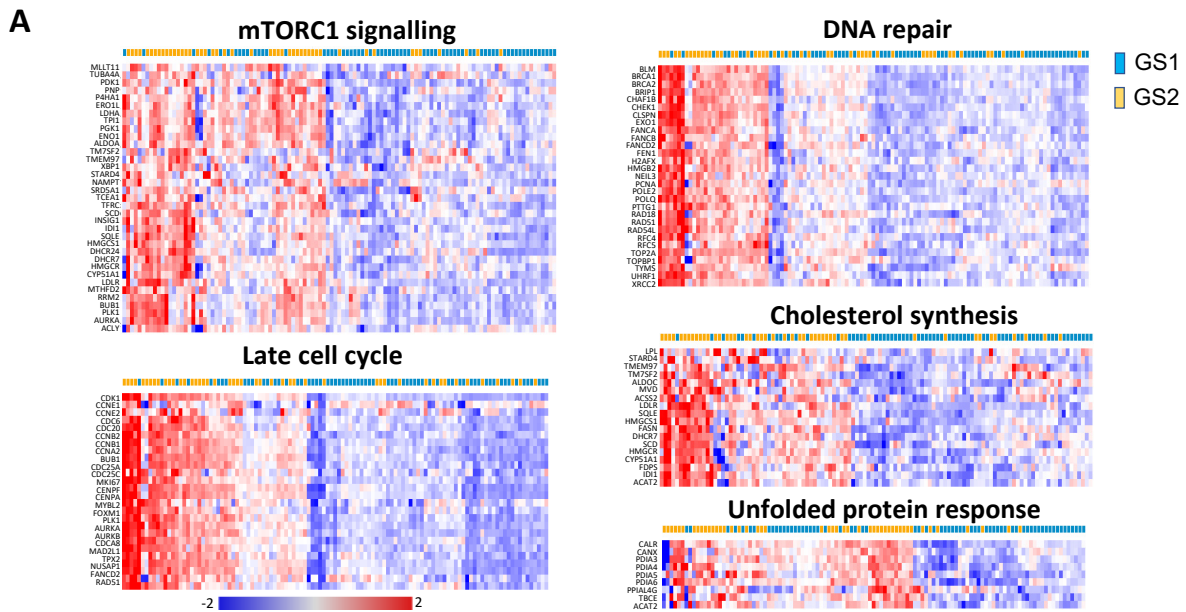 A
mTORC1 signalling
MLLT11
TUBA4A
PDK1
PNP
P4HA1
ERO1L
LDHA
TPI1
PGK1
ENO1
ALDOA
TM7SF2
TMEM97
XBP1
STARD4
NAMPT
SRD5A1
TCEA1
TFRC
SCD
INSIG1
IDI1
SQLE
HMGCS1
DHCR24
DHCR7
HMGCR
CYP51A1
LDLR
MTHFD2
RRM2
BUB1
PLK1
AURKA
ACLY
Late cell cycle
CDK1
CCNE1
CCNE2
CDC6
CDC20
CCNB2
CCNB1
CCNA2
BUB1
CDC25A
CDC25C
MKI67
CENPF
CENPA
MYBL2
FOXM1
PLK1
AURKA
AURKB
CDCA8
MAD2L1
TPX2
NUSAP1
FANCD2
RAD51
-2
2
DNA repair
BLM
BRCA1
BRCA2
BRIP1
CHAF1B
CHEK1
CLSPN
EXO1
FANCA
FANCB
FANCD2
FEN1
H2AFX
HMGB2
NEIL3
PCNA
POLE2
POLQ
PTTG1
RAD18
RAD51
RAD54L
RFC4
RFC5
TOP2A
TOPBP1
TYMS
UHRF1
XRCC2
GS1
GS2
Cholesterol synthesis
LPL
STARD4
TMEM97
TM7SF2
ALDOC
MVD
ACSS2
LDLR
SQLE
HMGCS1
FASN
DHCR7
SCD
HMGCR
CYP51A1
FDPS
IDI1
ACAT2
Unfolded protein response
CALR
CANX
PDIA3
PDIA4
PDIA5
PDIA6
PPIAL4G
TBCE
ACAT2